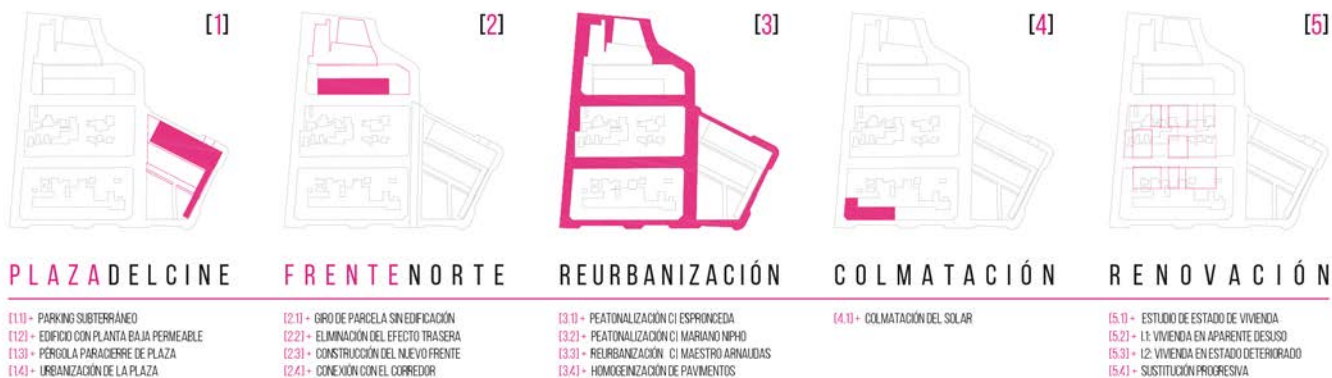 [1]
[2]
[3]
[4]
[5]
PLAZADELCINE
[1.1] + PARKING SUBTERRÁNEO
[1.2] + EDIFICIO CON PLANTA BAJA PERMEABLE
[1.3] + PÉRGOLA PARA CIERRE DE PLAZA
[1.4] + URBANIZACIÓN DE LA PLAZA
FRENTENORTE
[2.1] + GIRO DE PARCELA SIN EDIFICACIÓN
[2.2] + ELIMINACIÓN DEL EFECTO TRASERA
[2.3] + CONSTRUCCIÓN DEL NUEVO FRENTE
[2.4] + CONEXIÓN CON EL CORREDOR
REURBANIZACIÓN
[3.1] + PEATONALIZACIÓN C| ESPRONCEDA
[3.2] + PEATONALIZACIÓN C| MARIANO NIPHO
[3.3] + REURBANIZACIÓN C| MAESTRO ARNAUDAS
[3.4] + HOMOGEINIZACIÓN DE PAVIMENTOS
COLMATACIÓN
[4.1] + COLMATACIÓN DEL SOLAR
RENOVACIÓN
[5.1] + ESTUDIO DE ESTADO DE VIVIENDA
[5.2] + L1: VIVIENDA EN APARENTE DESUSO
[5.3] + L2: VIVIENDA EN ESTADO DETERIORADO
[5.4] + SUSTITUCIÓN PROGRESIVA